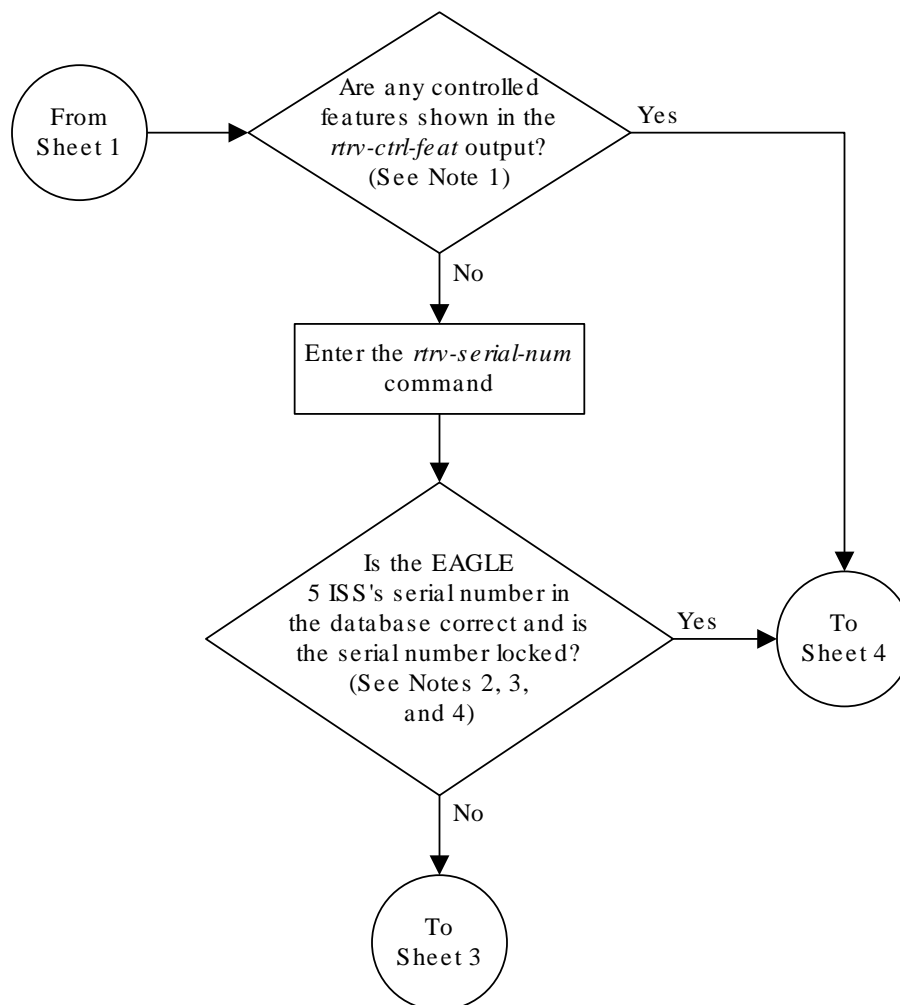 From
Sheet 1
Are any controlled
features shown in the
rtrv-ctrl-feat output?
(See Note 1)
Yes
No
Enter the rtrv-serial-num
command
Is the EAGLE
5 ISS's serial number in
the database correct and is
the serial number locked?
(See Notes 2, 3,
and 4)
Yes
To
Sheet 4
No
To
Sheet 3